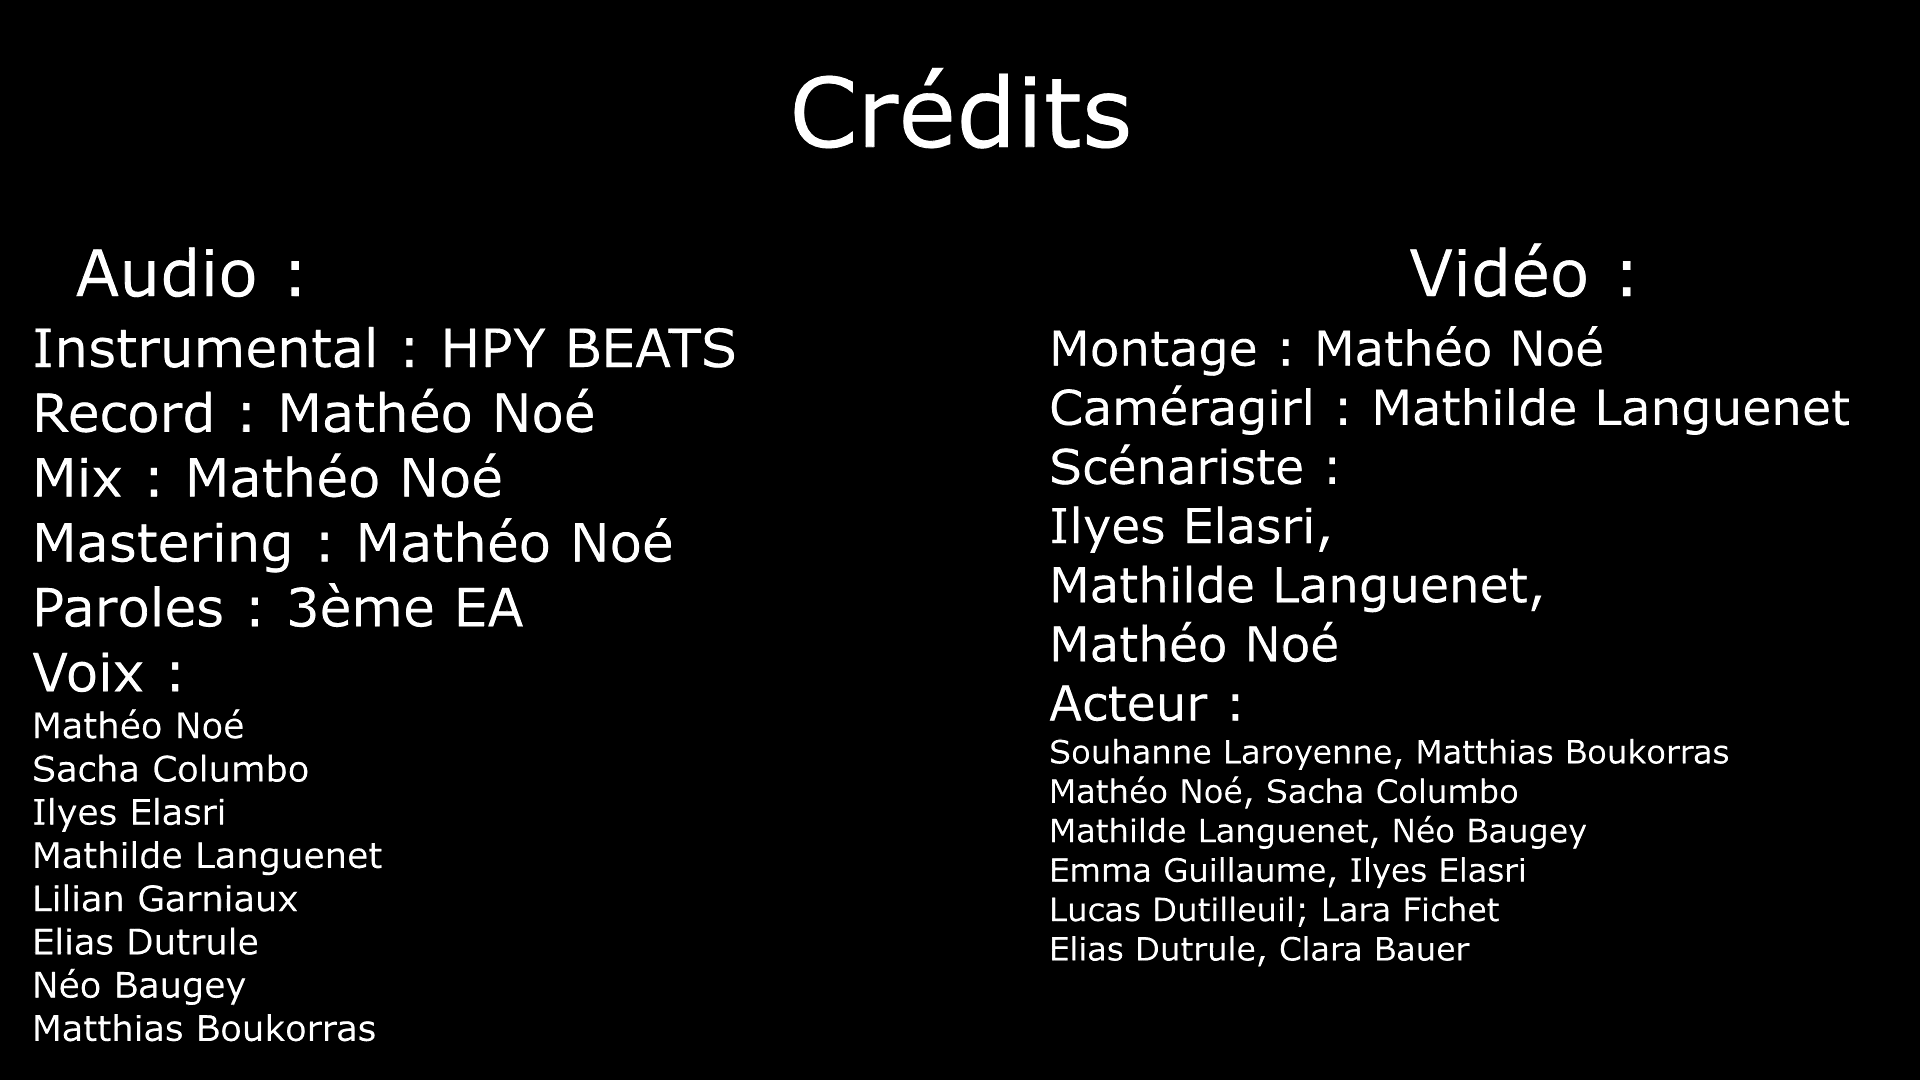 Crédits
Audio :
Instrumental : HPY BEATS
Record : Mathéo Noé
Mix : Mathéo Noé
Mastering : Mathéo Noé
Paroles : 3ème EA
Voix :
Mathéo Noé
Sacha Columbo
Ilyes Elasri
Mathilde Languenet
Lilian Garniaux
Elias Dutrule
Néo Baugey
Matthias Boukorras
Vidéo :
Montage : Mathéo Noé
Caméragirl : Mathilde Languenet
Scénariste :
Ilyes Elasri,
Mathilde Languenet,
Mathéo Noé
Acteur :
Souhanne Laroyenne, Matthias Boukorras
Mathéo Noé, Sacha Columbo
Mathilde Languenet, Néo Baugey
Emma Guillaume, Ilyes Elasri
Lucas Dutilleuil; Lara Fichet
Elias Dutrule, Clara Bauer